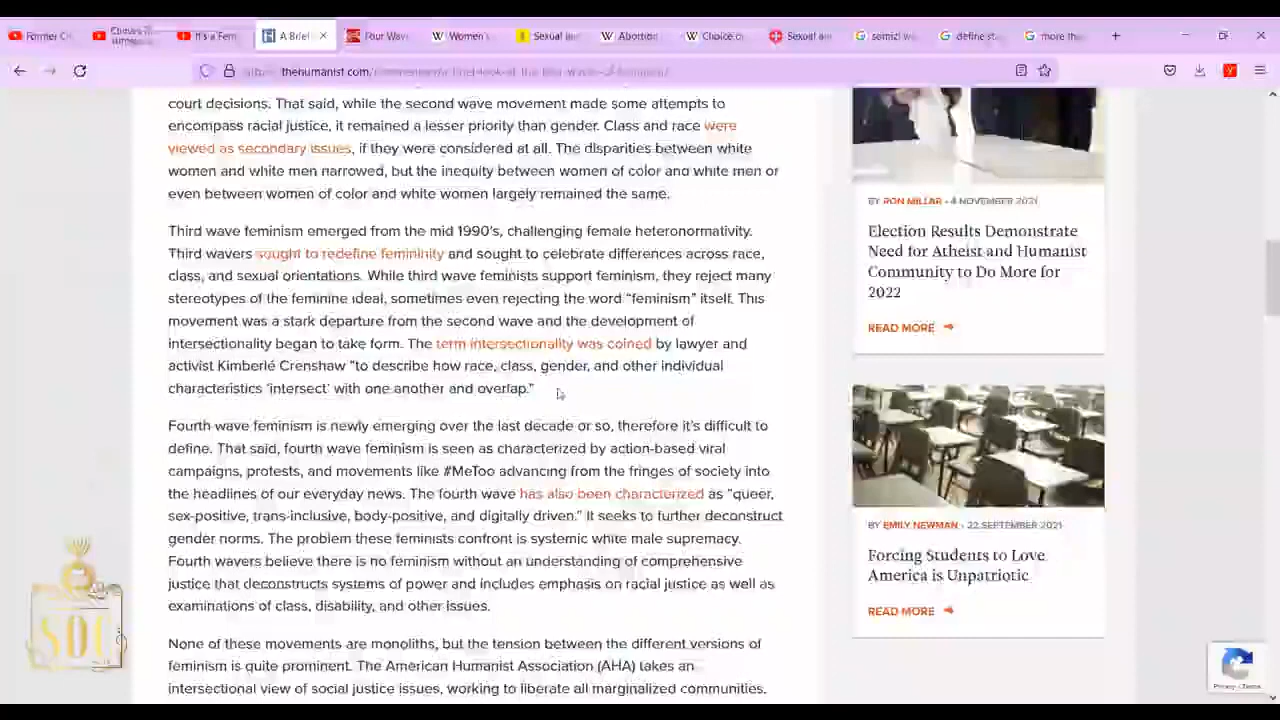 Former Ch
It's a Fem
A Brief
Four Wav
Women's
Sexual an
Abortion
Choice o
Sexual an
define st
more tha
thehumanist.com
court decisions. That said, while the second wave movement made some attempts to
encompass racial justice, it remained a lesser priority than gender. Class and race were
viewed as secondary issues, if they were considered at all. The disparities between white
women and white men narrowed, but the inequity between women of color and white men or
even between women of color and white women largely remained the same.
Third wave feminism emerged from the mid 1990's, challenging female heteronormativity.
Third wavers sought to redefine femininity and sought to celebrate differences across race,
class, and sexual orientations. While third wave feminists support feminism, they reject many
stereotypes of the feminine ideal, sometimes even rejecting the word “feminism” itself. This
movement was a stark departure from the second wave and the development of
intersectionality began to take form. The term intersectionality was coined by lawyer and
activist Kimberlé Crenshaw “to describe how race, class, gender, and other individual
characteristics ‘intersect’ with one another and overlap.”
Fourth wave feminism is newly emerging over the last decade or so, therefore it's difficult to
define. That said, fourth wave feminism is seen as characterized by action-based viral
campaigns, protests, and movements like #MeToo advancing from the fringes of society into
the headlines of our everyday news. The fourth wave has also been characterized as “queer,
sex-positive, trans-inclusive, body-positive, and digitally driven.” It seeks to further deconstruct
gender norms. The problem these feminists confront is systemic white male supremacy.
Fourth wavers believe there is no feminism without an understanding of comprehensive
justice that deconstructs systems of power and includes emphasis on racial justice as well as
examinations of class, disability, and other issues.
None of these movements are monoliths, but the tension between the different versions of
feminism is quite prominent. The American Humanist Association (AHA) takes an
intersectional view of social justice issues, working to liberate all marginalized communities.
BY RON MILLAR • 4 NOVEMBER 2021
Election Results Demonstrate
Need for Atheist and Humanist
Community to Do More for
2022
READ MORE
BY EMILY NEWMAN • 22 SEPTEMBER 2021
Forcing Students to Love
America is Unpatriotic
READ MORE
SOC
Privacy - Terms